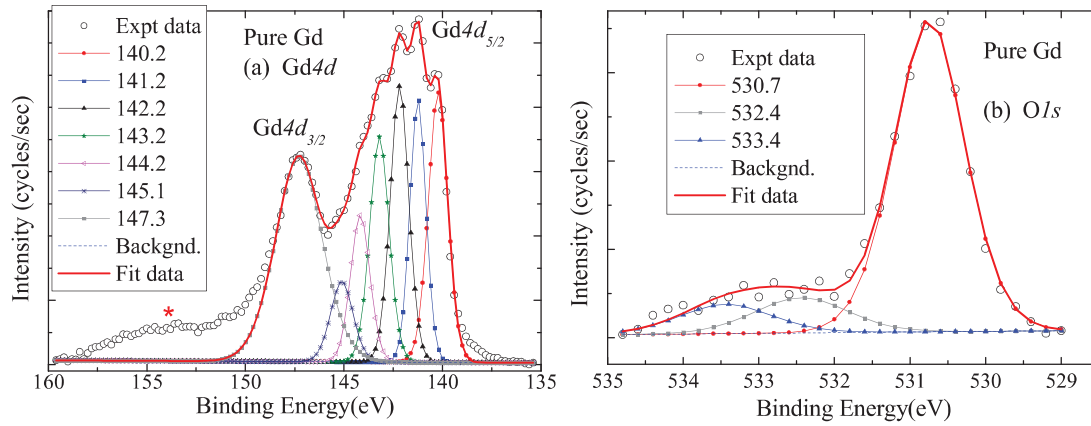 Expt data
140.2
141.2
142.2
143.2
144.2
145.1
147.3
Backgnd.
Fit data
Pure Gd
(a) Gd4d
Gd4d5/2
Gd4d3/2
*
Intensity (cycles/sec)
160 155 150 145 140 135
Binding Energy(eV)
Expt data
530.7
532.4
533.4
Backgnd.
Fit data
Pure Gd
(b) O1s
Intensity (cycles/sec)
535 534 533 532 531 530 529
Binding Energy(eV)